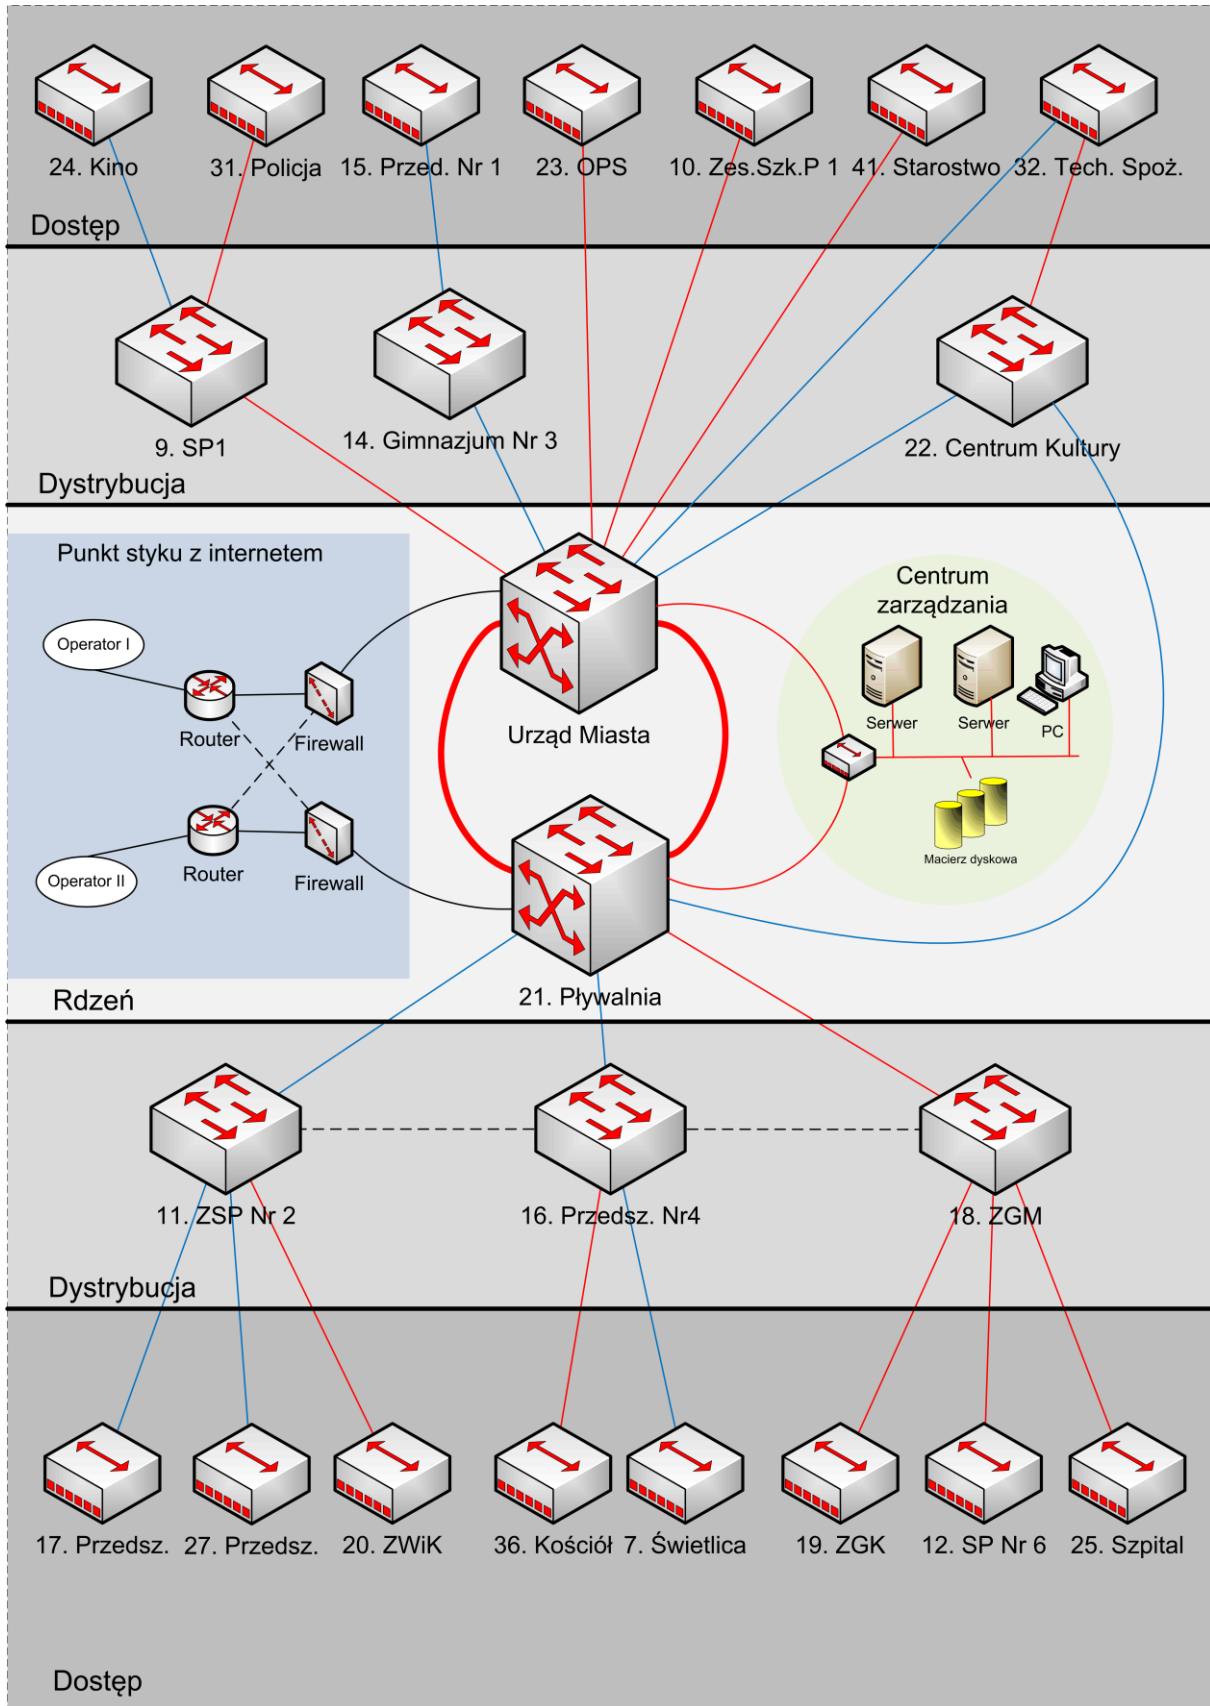 24. Kino
31. Policja
15. Przed. Nr 1
23. OPS
10. Zes.Szk.P 1
41. Starostwo
32. Tech. Spoż.
Dostęp
9. SP1
14. Gimnazjum Nr 3
22. Centrum Kultury
Dystrybucja
Punkt styku z internetem
Operator I
Router
Firewall
Router
Firewall
Operator II
Urząd Miasta
Centrum
zarządzania
Serwer
Serwer
PC
Macierz dyskowa
21. Pływalnia
Rdzeń
11. ZSP Nr 2
16. Przedsz. Nr4
18. ZGM
Dystrybucja
17. Przedsz.
27. Przedsz.
20. ZWiK
36. Kościół
7. Świetlica
19. ZGK
12. SP Nr 6
25. Szpital
Dostęp